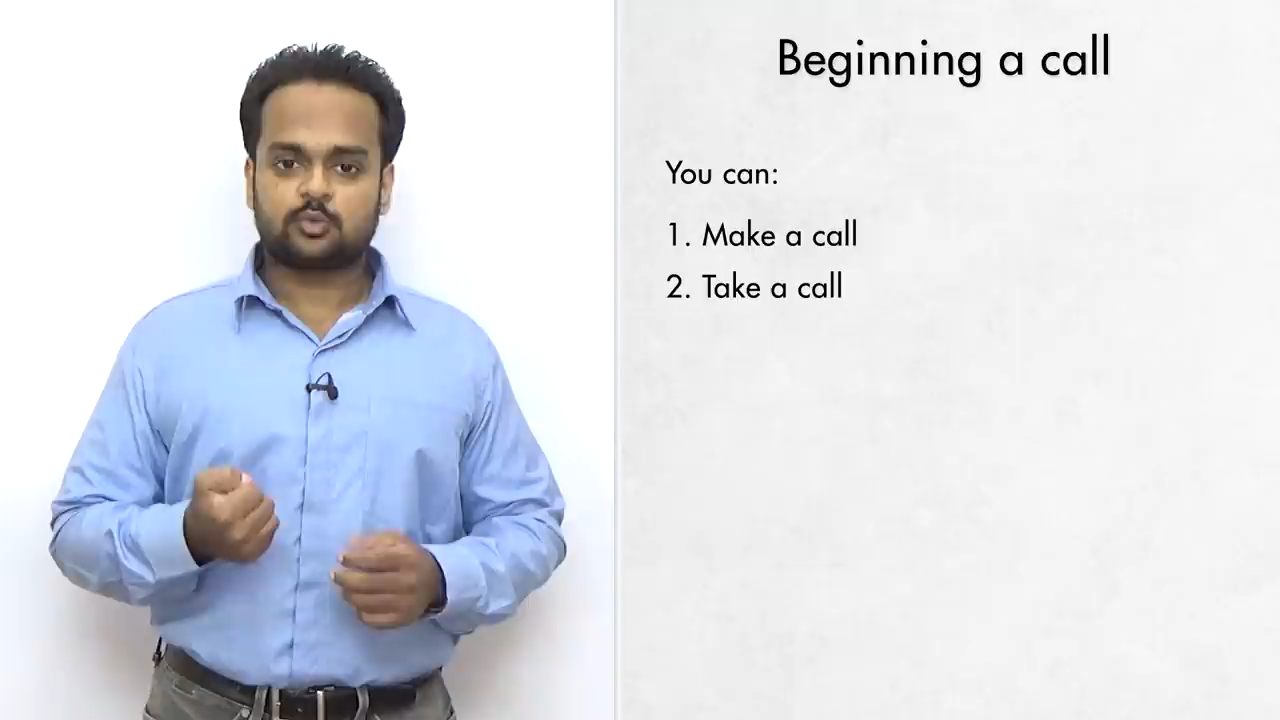 Beginning a call
You can:
1. Make a call
2. Take a call